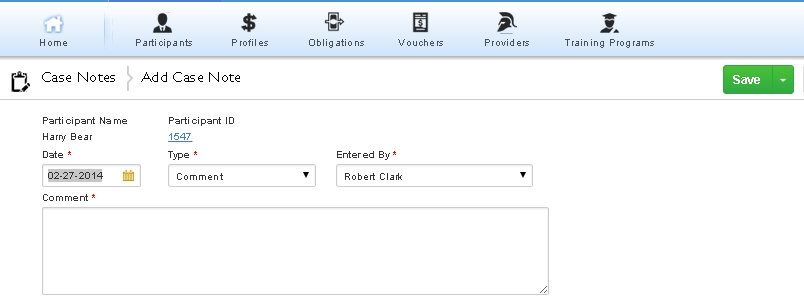 Home Participants Profiles Obligations Vouchers Providers Training Programs
Case Notes Add Case Note Save
Participant Name Participant ID
Harry Bear 1547
Date * Type * Entered By *
02-27-2014 Comment Robert Clark
Comment *